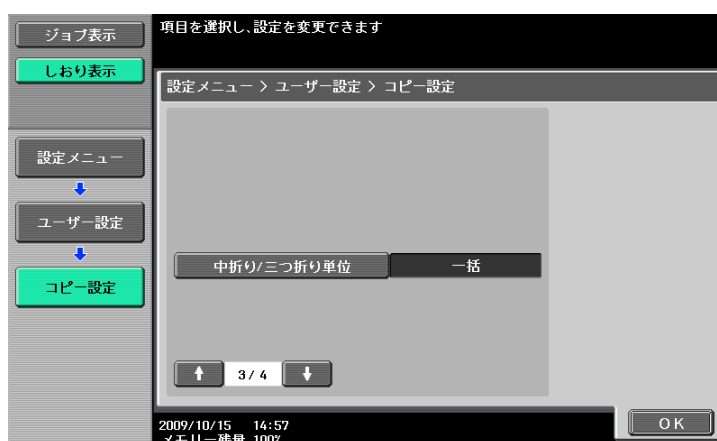 ジョブ表示
項目を選択し、設定を変更できます
しおり表示
設定メニュー > ユーザー設定 > コピー設定
設定メニュー
ユーザー設定
コピー設定
中折り/三つ折り単位
一括
3/ 4
2009/10/15 14:57
メモリー残量 100%
OK